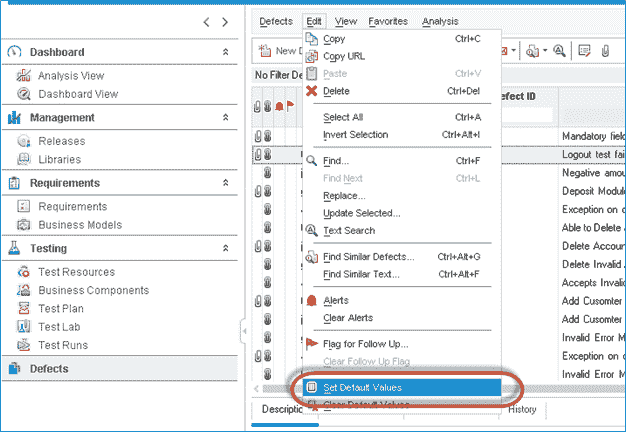 Defects Edit View Favorites Analysis
Dashboard
Analysis View
Dashboard View
Management
Releases
Libraries
Requirements
Requirements
Business Models
Testing
Test Resources
Business Components
Test Plan
Test Lab
Test Runs
Defects
New D
No Filter De
Copy Ctrl+C
Copy URL
Paste Ctrl+V
Delete Ctrl+Del
Select All Ctrl+A
Invert Selection Ctrl+Alt+I
Find... Ctrl+F
Find Next Ctrl+L
Replace...
Update Selected...
Text Search
Find Similar Defects... Ctrl+Alt+G
Find Similar Text... Ctrl+Alt+F
Alerts
Clear Alerts
Flag for Follow Up...
Clear Follow Up Flag
Set Default Values
Clear Default Values
efect ID
Mandatory field
Logout test fai
Negative amou
Deposit Modul
Exception on c
Able to Delete A
Delete Accoun
Delete Invalid A
Accepts Invalid
Add Cusomter
Add Customer
Invalid Error M
Exception on c
Invalid Error M
Descriptio
History